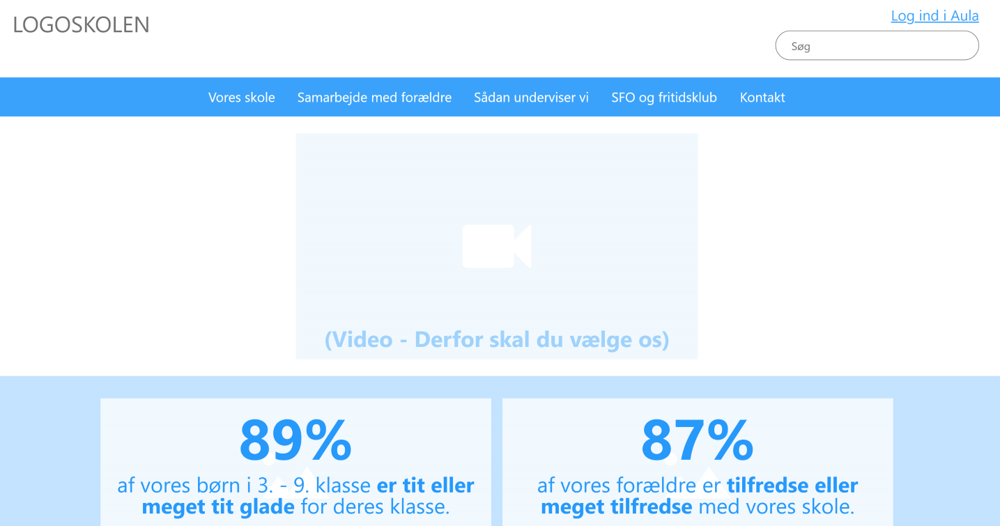 LOGOSKOLEN
Log ind i Aula
Søg
Vores skole Samarbejde med forældre Sådan underviser vi SFO og fritidsklub Kontakt
(Video - Derfor skal du vælge os)
89%
af vores børn i 3. - 9. klasse er tit eller
meget tit glade for deres klasse.
87%
af vores forældre er tilfredse eller
meget tilfredse med vores skole.